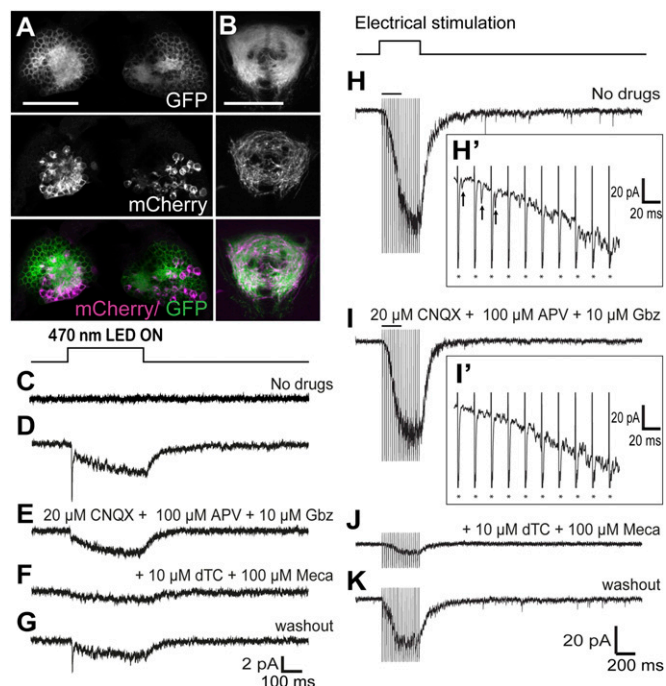 A
GFP
mCherry
mCherry/ GFP
B
470 nm LED ON
C
No drugs
D
E
20 µM CNQX + 100 µM APV + 10 µM Gbz
F
+ 10 µM dTC + 100 µM Meca
G
washout
2 pA
100 ms
Electrical stimulation
H
No drugs
H'
20 pA
20 ms
I
20 µM CNQX + 100 µM APV + 10 µM Gbz
I'
20 pA
20 ms
J
+ 10 µM dTC + 100 µM Meca
K
washout
20 pA
200 ms